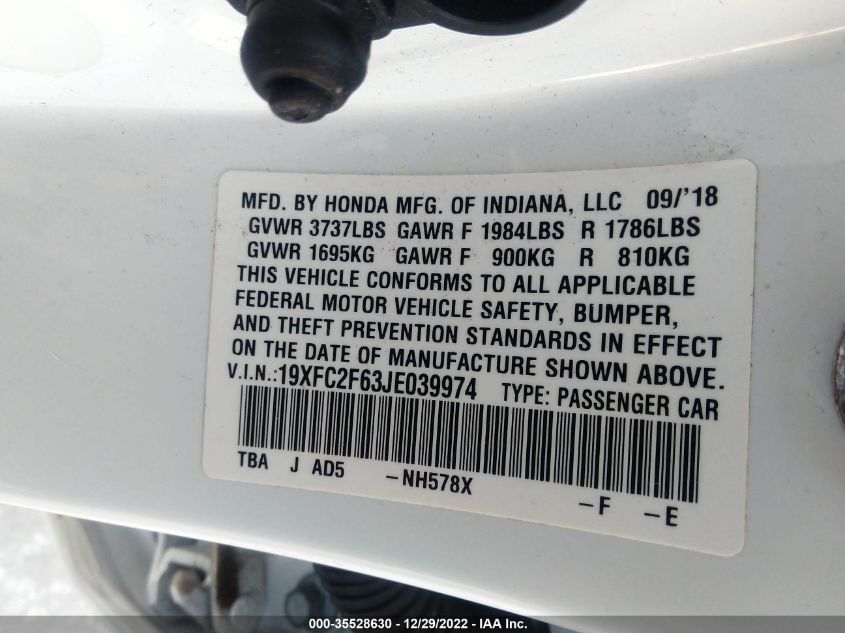 MFD. BY HONDA MFG. OF INDIANA, LLC 09/'18
GVWR 3737LBS GAWR F 1984LBS R 1786LBS
GVWR 1695KG GAWR F 900KG R 810KG
THIS VEHICLE CONFORMS TO ALL APPLICABLE
FEDERAL MOTOR VEHICLE SAFETY, BUMPER,
AND THEFT PREVENTION STANDARDS IN EFFECT
ON THE DATE OF MANUFACTURE SHOWN ABOVE.
V.I.N.:19XFC2F63JE039974 TYPE: PASSENGER CAR
TBA J AD5 -NH578X -F -E
000-35528630 - 12/29/2022 - IAA Inc.